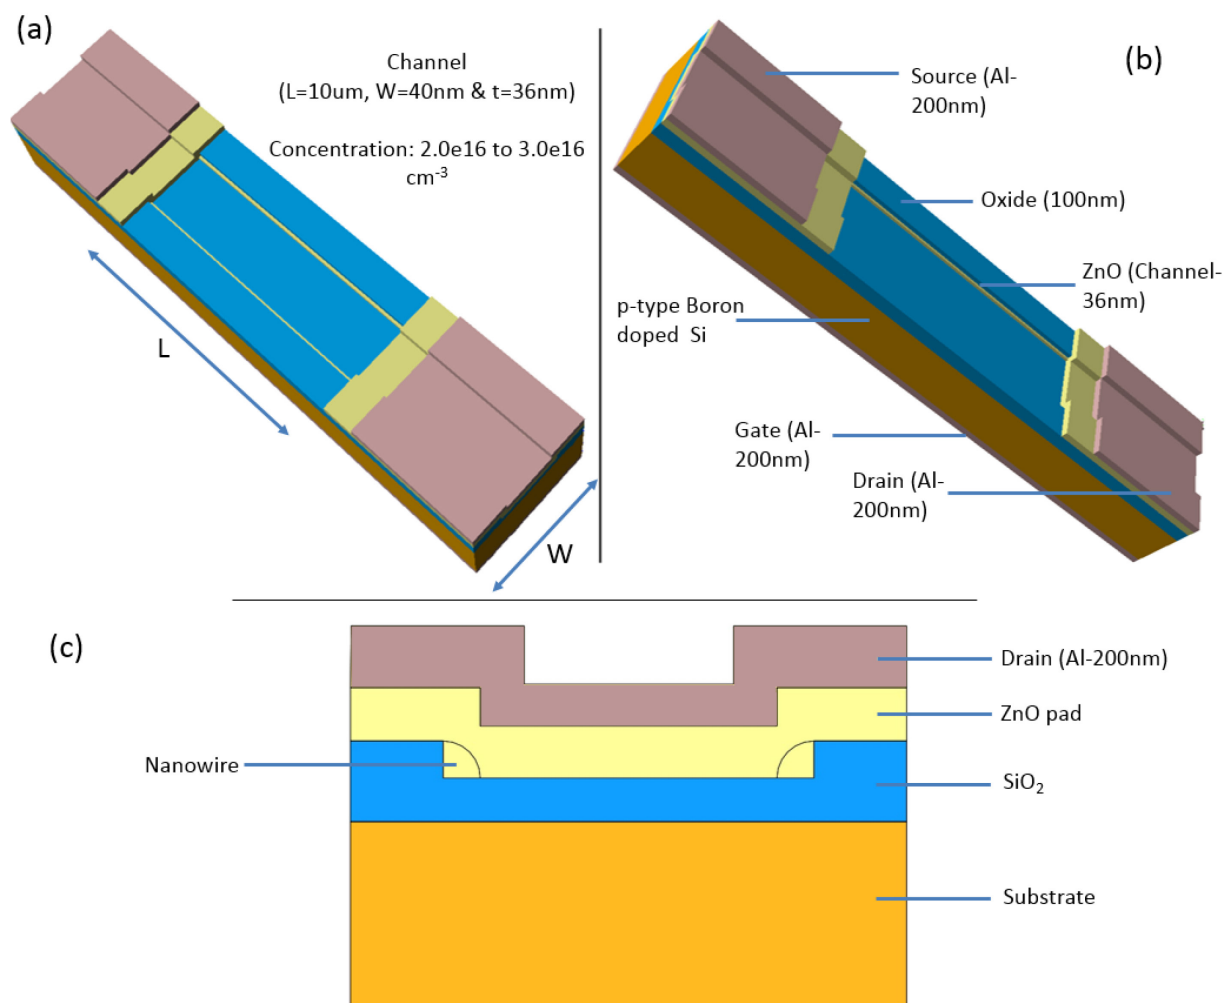 (a)
Channel
(L=10um, W=40nm & t=36nm)
Concentration: 2.0e16 to 3.0e16
cm-3
L
W
(b)
Source (Al-
200nm)
Oxide (100nm)
ZnO (Channel-
36nm)
p-type Boron
doped Si
Gate (Al-
200nm)
Drain (Al-
200nm)
(c)
Drain (Al-200nm)
ZnO pad
Nanowire
SiO₂
Substrate